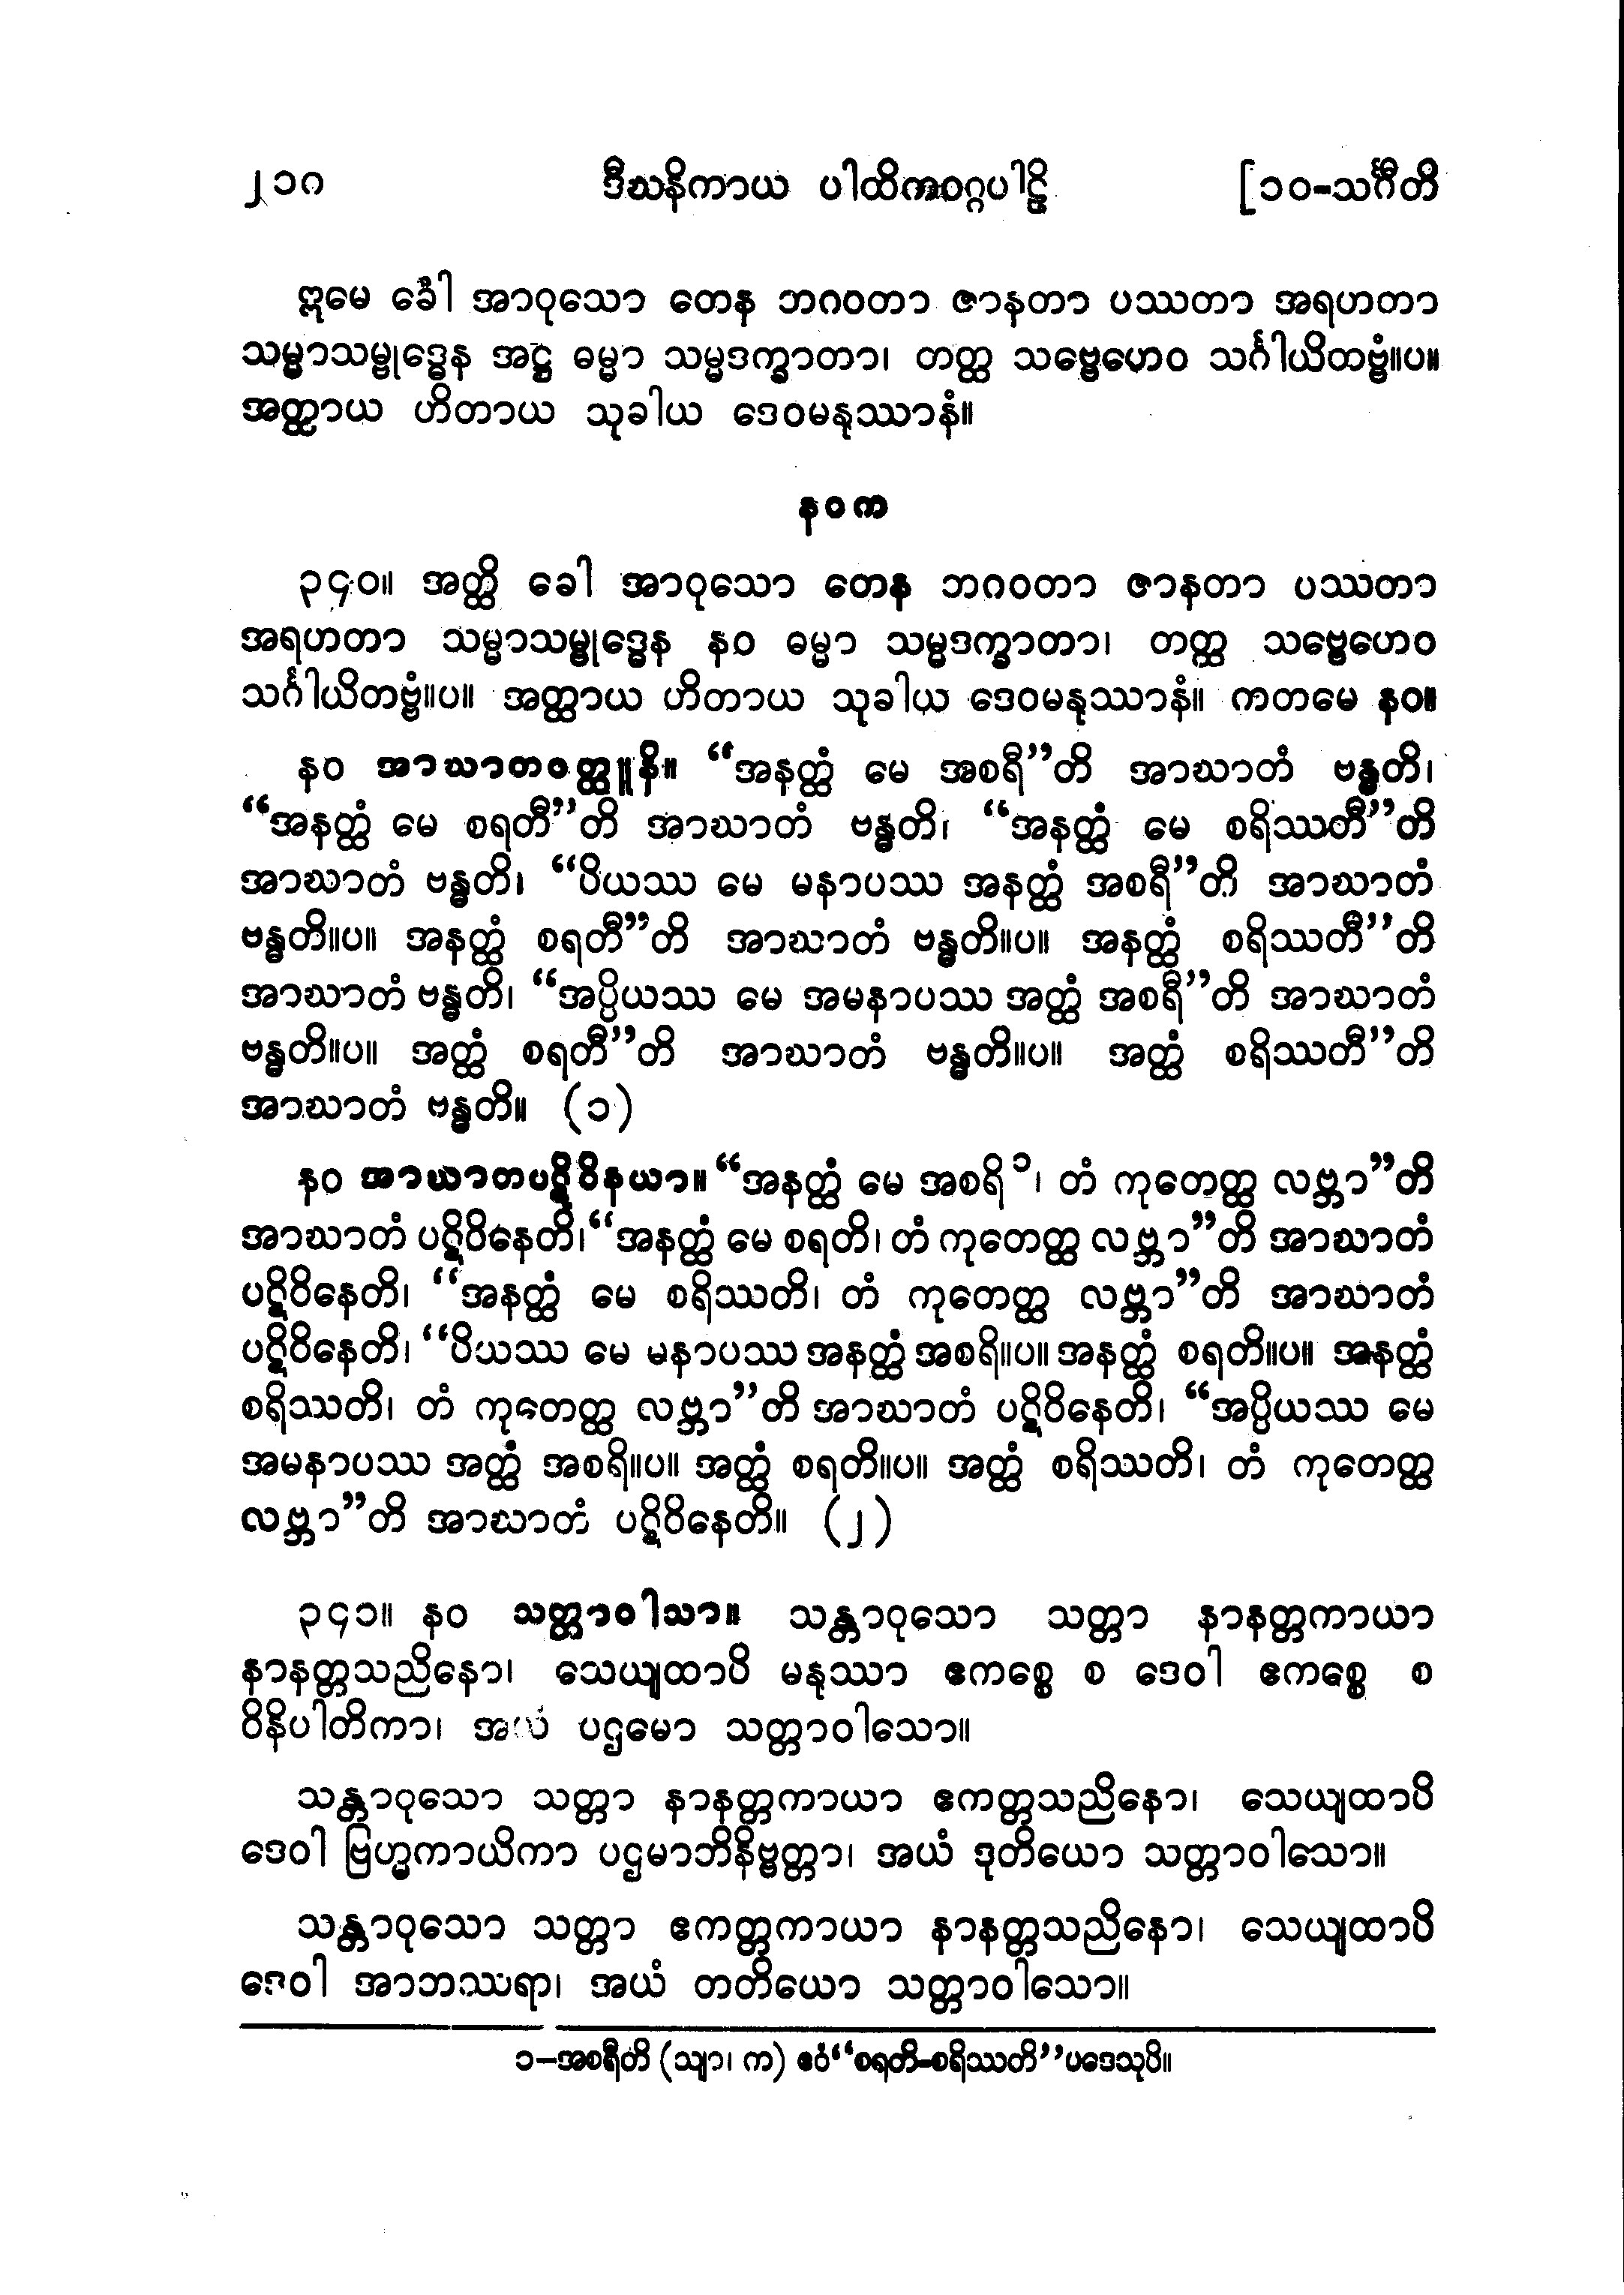 ၂၁၈ ဒီဃနိကာယ ပါထိကဝဂ္ဂပါဠိ [၁၀-သင်္ဂီတိ
ဣမေ ခေါ အာဝုသော တေန ဘဂဝတာ ဇာနတာ ပဿတာ အရဟတာ
သမ္မာသမ္ဗုဒ္ဓေန အဋ္ဌ ဓမ္မာ သမ္မဒက္ခာတာ၊ တတ္ထ သဗ္ဗေဟေဝ သင်္ဂါယိတဗ္ဗံ။ပ။
အတ္ထာယ ဟိတာယ သုခါယ ဒေဝမနုဿာနံ။
နဝက
၃၄၀။ အတ္ထိ ခေါ အာဝုသော တေန ဘဂဝတာ ဇာနတာ ပဿတာ
အရဟတာ သမ္မာသမ္ဗုဒ္ဓေန နဝ ဓမ္မာ သမ္မဒက္ခာတာ၊ တတ္ထ သဗ္ဗေဟေဝ
သင်္ဂါယိတဗ္ဗံ။ပ။ အတ္ထာယ ဟိတာယ သုခါယ ဒေဝမနုဿာနံ။ ကတမေ နဝ။
နဝ အာဃာတဝတ္ထူနိ။ “အနတ္ထံ မေ အစရီ”တိ အာဃာတံ ဗန္ဓတိ၊
“အနတ္ထံ မေ စရတီ”တိ အာဃာတံ ဗန္ဓတိ၊ “အနတ္ထံ မေ စရိဿတီ”တိ
အာဃာတံ ဗန္ဓတိ၊ “ပိယဿ မေ မနာပဿ အနတ္ထံ အစရီ”တိ အာဃာတံ
ဗန္ဓတိ။ပ။ အနတ္ထံ စရတီ”တိ အာဃာတံ ဗန္ဓတိ။ပ။ အနတ္ထံ စရိဿတီ”တိ
အာဃာတံ ဗန္ဓတိ၊ “အပ္ပိယဿ မေ အမနာပဿ အတ္ထံ အစရီ”တိ အာဃာတံ
ဗန္ဓတိ။ပ။ အတ္ထံ စရတီ”တိ အာဃာတံ ဗန္ဓတိ။ပ။ အတ္ထံ စရိဿတီ”တိ
အာဃာတံ ဗန္ဓတိ။ (၁)
နဝ အာဃာတပဋိဝိနယာ။ “အနတ္ထံ မေ အစရိ၁၊ တံ ကုတေတ္ထ လဗ္ဘာ”တိ
အာဃာတံ ပဋိဝိနေတိ၊ “အနတ္ထံ မေ စရတိ၊ တံ ကုတေတ္ထ လဗ္ဘာ”တိ အာဃာတံ
ပဋိဝိနေတိ၊ “အနတ္ထံ မေ စရိဿတိ၊ တံ ကုတေတ္ထ လဗ္ဘာ”တိ အာဃာတံ
ပဋိဝိနေတိ၊ “ပိယဿ မေ မနာပဿ အနတ္ထံ အစရိ။ပ။ အနတ္ထံ စရတိ။ပ။ အနတ္ထံ
စရိဿတိ၊ တံ ကုတေတ္ထ လဗ္ဘာ”တိ အာဃာတံ ပဋိဝိနေတိ၊ “အပ္ပိယဿ မေ
အမနာပဿ အတ္ထံ အစရိ။ပ။ အတ္ထံ စရတိ။ပ။ အတ္ထံ စရိဿတိ၊ တံ ကုတေတ္ထ
လဗ္ဘာ”တိ အာဃာတံ ပဋိဝိနေတိ။ (၂)
၃၄၁။ နဝ သတ္တာဝါသာ။ သန္တာဝုသော သတ္တာ နာနတ္တကာယာ
နာနတ္တသညိနော၊ သေယျထာပိ မနုဿာ ဧကစ္စေ စ ဒေဝါ ဧကစ္စေ စ
ဝိနိပါတိကာ၊ အယံ ပဌမော သတ္တာဝါသော။
သန္တာဝုသော သတ္တာ နာနတ္တကာယာ ဧကတ္တသညိနော၊ သေယျထာပိ
ဒေဝါ ဗြဟ္မကာယိကာ ပဌမာဘိနိဗ္ဗတ္တာ၊ အယံ ဒုတိယော သတ္တာဝါသော။
သန္တာဝုသော သတ္တာ ဧကတ္တကာယာ နာနတ္တသညိနော၊ သေယျထာပိ
ဒေဝါ အာဘဿရာ၊ အယံ တတိယော သတ္တာဝါသော။
၁−အစရီတိ (သျာ၊ က) ဧဝံ“စရတိ-စရိဿတိ”ပဒေသုပိ။